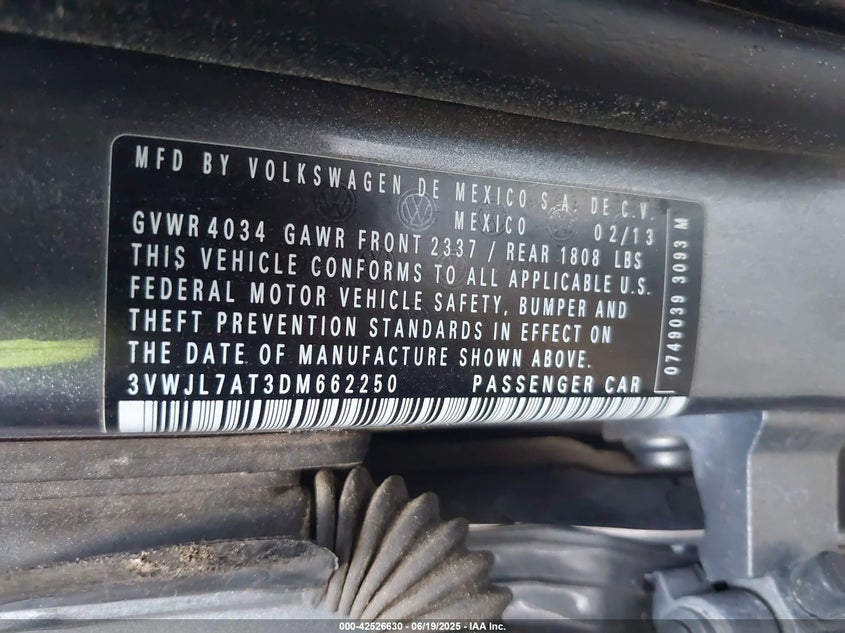 MFD BY VOLKSWAGEN DE MEXICO S.A. DE C.V.
MEXICO 02/13
GVWR 4034 GAWR FRONT 2337 / REAR 1808 LBS
THIS VEHICLE CONFORMS TO ALL APPLICABLE U.S.
FEDERAL MOTOR VEHICLE SAFETY, BUMPER AND
THEFT PREVENTION STANDARDS IN EFFECT ON
THE DATE OF MANUFACTURE SHOWN ABOVE.
3VWJL7AT3DM662250 PASSENGER CAR
0749039 3093 M
000-42526630 - 06/19/2025 - IAA Inc.